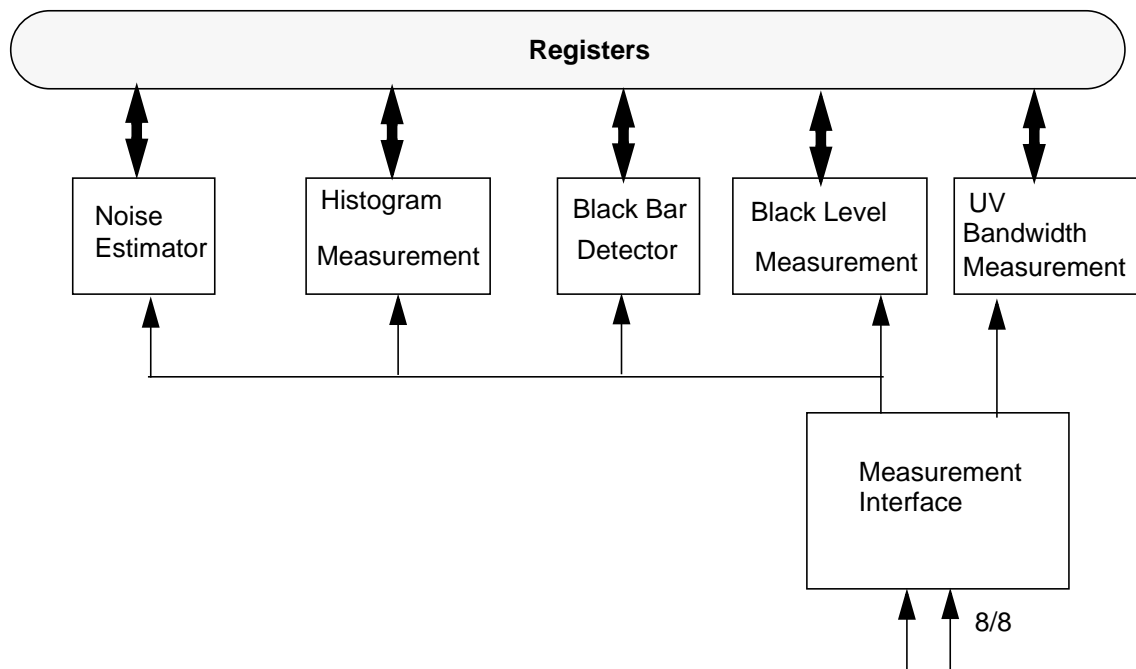 Registers
Noise
Estimator
Histogram
Measurement
Black Bar
Detector
Black Level
Measurement
UV
Bandwidth
Measurement
Measurement
Interface
8/8